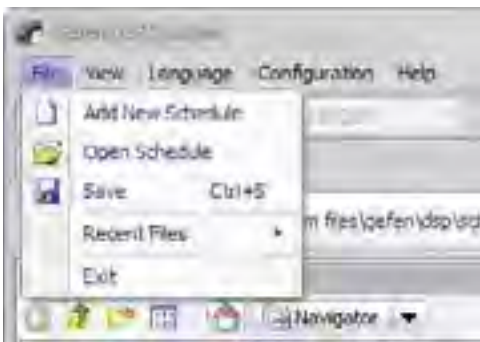 File View Language Configuration Help
Add New Schedule
Open Schedule
Save Ctrl+S
Recent Files
m files\gefen\dsp\sch
Exit
Navigator